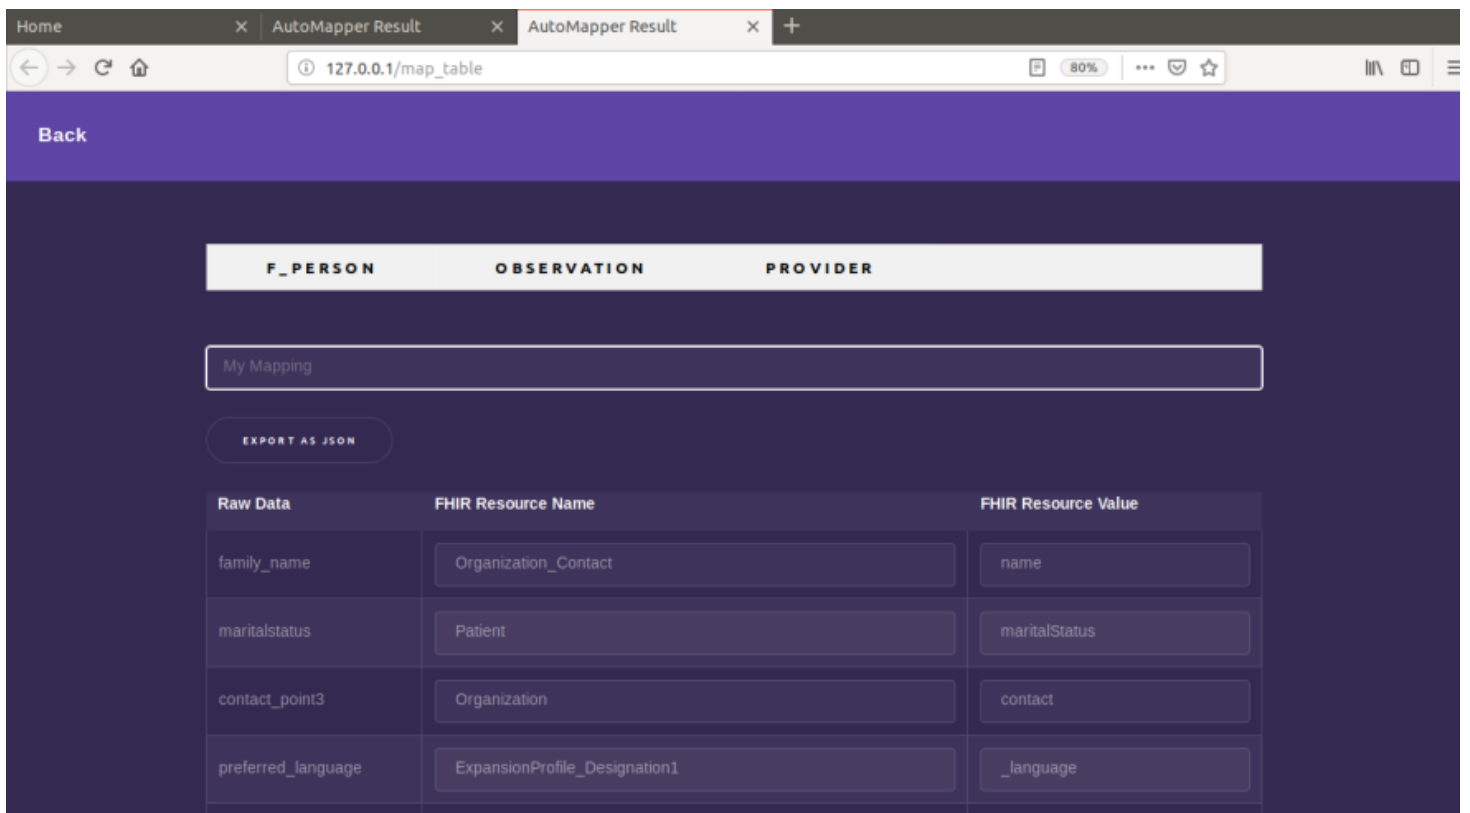 Home AutoMapper Result AutoMapper Result
127.0.0.1/map_table 80%
Back
F_PERSON OBSERVATION PROVIDER
My Mapping
EXPORT AS JSON
Raw Data FHIR Resource Name FHIR Resource Value
family_name Organization_Contact name
maritalstatus Patient maritalStatus
contact_point3 Organization contact
preferred_language ExpansionProfile_Designation1 _language